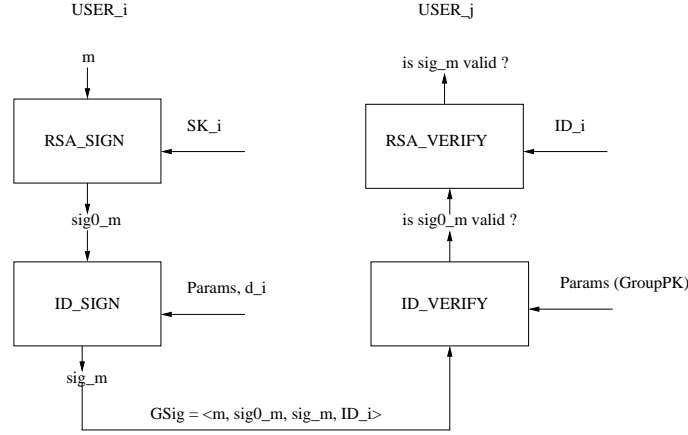 USER_i
USER_j
m
is sig_m valid ?
RSA_SIGN
SK_i
RSA_VERIFY
ID_i
sig0_m
is sig0_m valid ?
ID_SIGN
Params, d_i
ID_VERIFY
Params (GroupPK)
sig_m
GSig = <m, sig0_m, sig_m, ID_i>